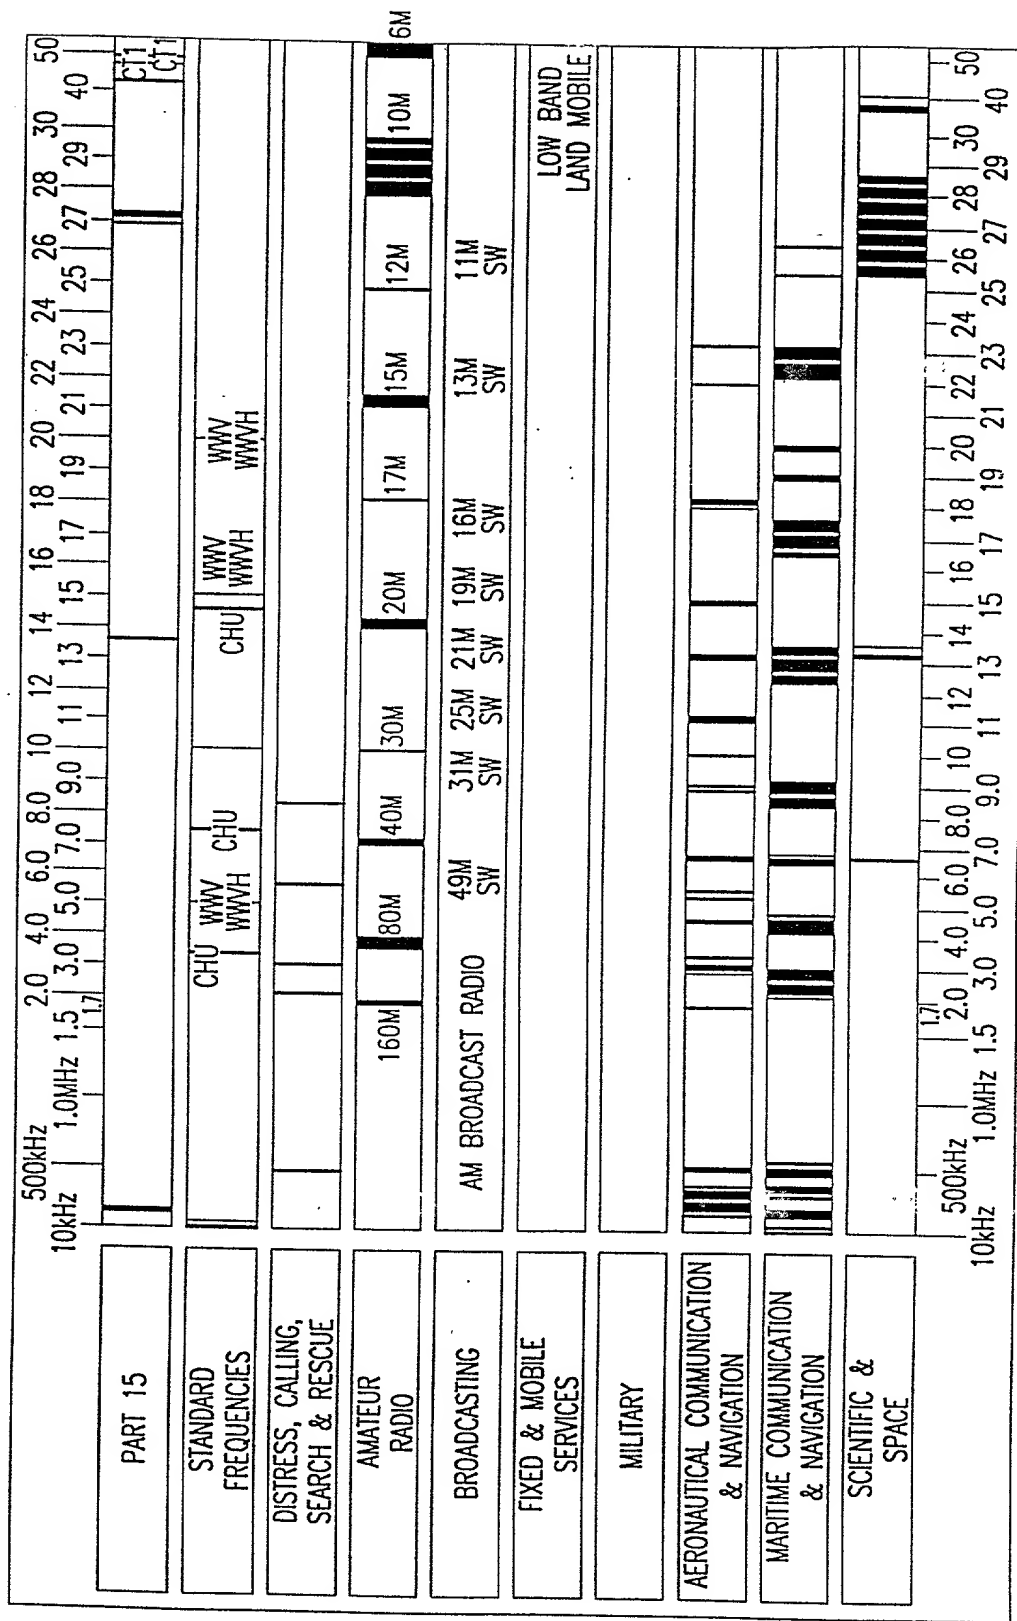 10kHz 500kHz 1.0MHz 1.5 1.7 2.0 3.0 4.0 5.0 6.0 7.0 8.0 9.0 10 11 12 13 14 15 16 17 18 19 20 21 22 23 24 25 26 27 28 29 30 40 50
PART 15
CT1
CT1
STANDARD
FREQUENCIES
CHU
WWV
WWVH
CHU
CHU
WWV
WWVH
WWV
WWVH
DISTRESS, CALLING,
SEARCH & RESCUE
AMATEUR
RADIO
160M 80M 40M 30M 20M 17M 15M 12M 10M 6M
BROADCASTING
AM BROADCAST RADIO
49M
SW
31M
SW
25M
SW
21M
SW
19M
SW
16M
SW
13M
SW
11M
SW
FIXED & MOBILE
SERVICES
LOW BAND
LAND MOBILE
MILITARY
AERONAUTICAL COMMUNICATION
& NAVIGATION
MARITIME COMMUNICATION
& NAVIGATION
SCIENTIFIC &
SPACE
10kHz 500kHz 1.0MHz 1.5 1.7 2.0 3.0 4.0 5.0 6.0 7.0 8.0 9.0 10 11 12 13 14 15 16 17 18 19 20 21 22 23 24 25 26 27 28 29 30 40 50